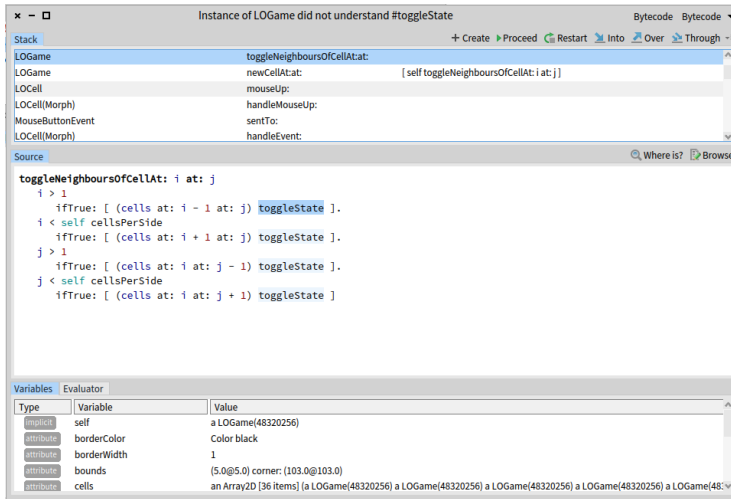 Instance of LOGame did not understand #toggleState Bytecode Bytecode
Stack + Create Proceed Restart Into Over Through
LOGame toggleNeighboursOfCellAt:at:
LOGame newCellAt:at: [ self toggleNeighboursOfCellAt: i at: j ]
LOCell mouseUp:
LOCell(Morph) handleMouseUp:
MouseButtonEvent sentTo:
LOCell(Morph) handleEvent:
Source Where is? Browse
toggleNeighboursOfCellAt: i at: j
i > 1
ifTrue: [ (cells at: i - 1 at: j) toggleState ].
i < self cellsPerSide
ifTrue: [ (cells at: i + 1 at: j) toggleState ].
j > 1
ifTrue: [ (cells at: i at: j - 1) toggleState ].
j < self cellsPerSide
ifTrue: [ (cells at: i at: j + 1) toggleState ]
Variables Evaluator
Type Variable Value
implicit self a LOGame(48320256)
attribute borderColor Color black
attribute borderWidth 1
attribute bounds (5.0@5.0) corner: (103.0@103.0)
attribute cells an Array2D [36 items] (a LOGame(48320256) a LOGame(48320256) a LOGame(48320256) a LOGame(48320256) a LOGame(48